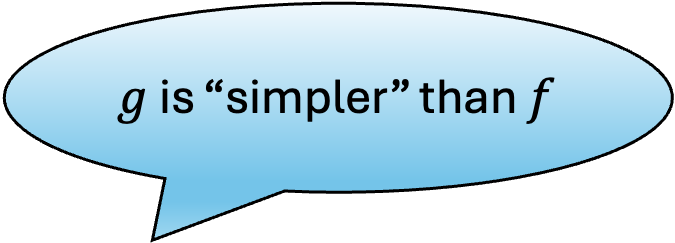 g is “simpler” than f